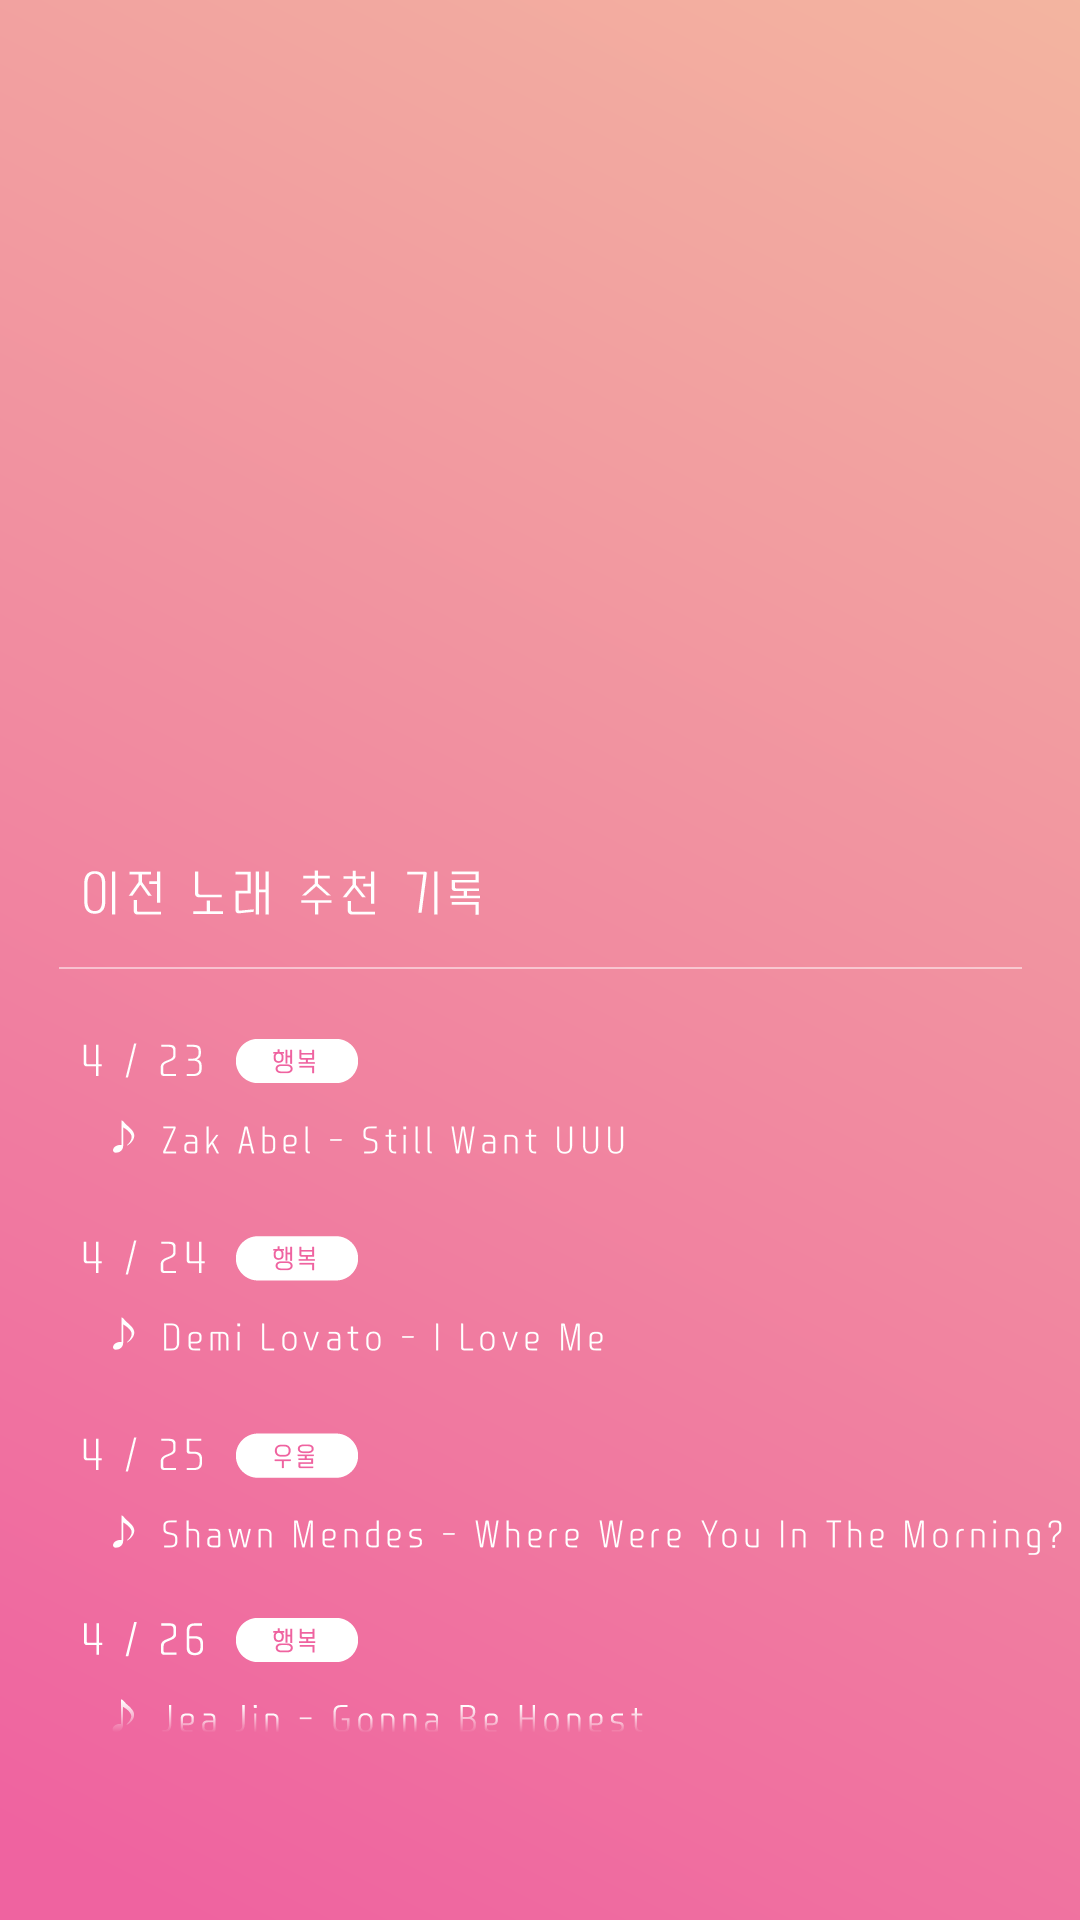 이전 노래 추천 기록
4 / 23 행복
♪ Zak Abel - Still Want UUU
4 / 24 행복
♪ Demi Lovato - I Love Me
4 / 25 우울
♪ Shawn Mendes - Where Were You In The Morning?
4 / 26 행복
♪ Jea Jin - Gonna Be Honest